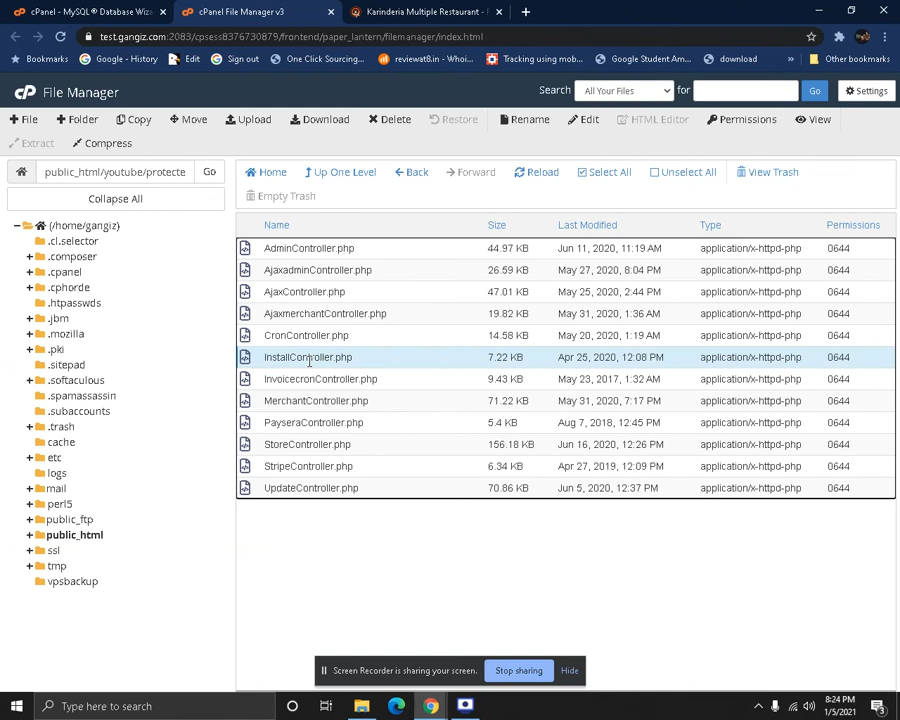 cPanel - MySQL® Database Wiza
cPanel File Manager v3
Karinderia Multiple Restaurant -
test.gangiz.com:2083/cpsess8376730879/frontend/paper_lantern/filemanager/index.html
Bookmarks
Google - History
Edit
Sign out
One Click Sourcing...
reviewat8.in - Whoi...
Tracking using mob...
Google Student Am...
download
Other bookmarks
File Manager
Search
All Your Files
for
Go
Settings
File
Folder
Copy
Move
Upload
Download
Delete
Restore
Rename
Edit
HTML Editor
Permissions
View
Extract
Compress
public_html/youtube/protecte
Go
Home
Up One Level
Back
Forward
Reload
Select All
Unselect All
View Trash
Empty Trash
Collapse All
(/home/gangiz)
.cl.selector
.composer
.cpanel
.cphorde
.htpasswds
.jbm
.mozilla
.pki
.sitepad
.softaculous
.spamassassin
.subaccounts
.trash
cache
etc
logs
mail
perl5
public_ftp
public_html
ssl
tmp
vpsbackup
Name Size Last Modified Type Permissions
AdminController.php 44.97 KB Jun 11, 2020, 11:19 AM application/x-httpd-php 0644
AjaxadminController.php 26.59 KB May 27, 2020, 8:04 PM application/x-httpd-php 0644
AjaxController.php 47.01 KB May 25, 2020, 2:44 PM application/x-httpd-php 0644
AjaxmerchantController.php 19.82 KB May 31, 2020, 1:36 AM application/x-httpd-php 0644
CronController.php 14.58 KB May 20, 2020, 1:19 AM application/x-httpd-php 0644
InstallController.php 7.22 KB Apr 25, 2020, 12:08 PM application/x-httpd-php 0644
InvoicecronController.php 9.43 KB May 23, 2017, 1:32 AM application/x-httpd-php 0644
MerchantController.php 71.22 KB May 31, 2020, 7:17 PM application/x-httpd-php 0644
PayseraController.php 5.4 KB Aug 7, 2018, 12:45 PM application/x-httpd-php 0644
StoreController.php 156.18 KB Jun 16, 2020, 12:26 PM application/x-httpd-php 0644
StripeController.php 6.34 KB Apr 27, 2019, 12:09 PM application/x-httpd-php 0644
UpdateController.php 70.86 KB Jun 5, 2020, 12:37 PM application/x-httpd-php 0644
Screen Recorder is sharing your screen.
Stop sharing
Hide
Type here to search
8:24 PM
1/5/2021
3